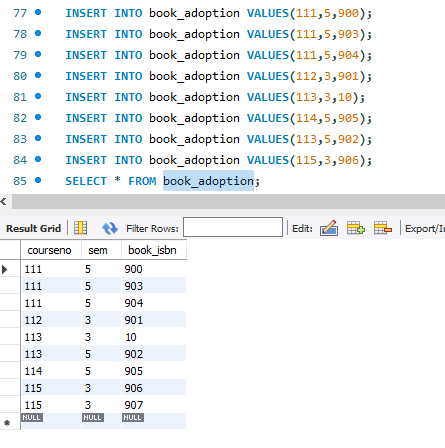 77 INSERT INTO book_adoption VALUES(111,5,900);
78 INSERT INTO book_adoption VALUES(111,5,903);
79 INSERT INTO book_adoption VALUES(111,5,904);
80 INSERT INTO book_adoption VALUES(112,3,901);
81 INSERT INTO book_adoption VALUES(113,3,10);
82 INSERT INTO book_adoption VALUES(114,5,905);
83 INSERT INTO book_adoption VALUES(113,5,902);
84 INSERT INTO book_adoption VALUES(115,3,906);
85 SELECT * FROM book_adoption;
Result Grid Filter Rows: Edit: Export/I
courseno sem book_isbn
111 5 900
111 5 903
111 5 904
112 3 901
113 3 10
113 5 902
114 5 905
115 3 906
115 3 907
NULL NULL NULL